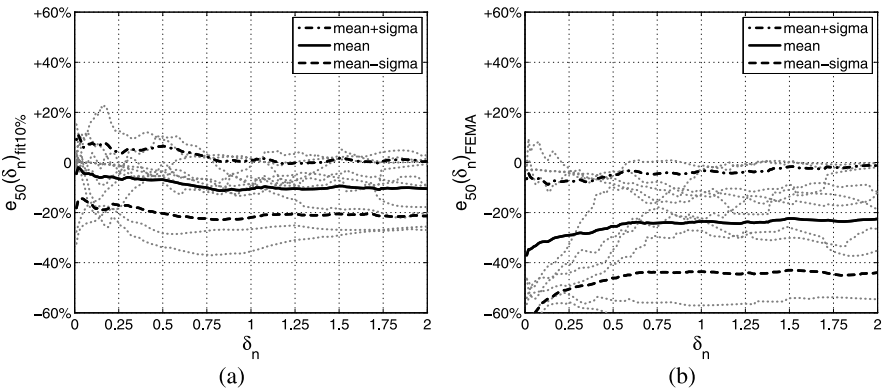 +60%
+40%
+20%
0
−20%
−40%
−60%
e50(δn)fit10%
mean+sigma
mean
mean−sigma
0 0.25 0.5 0.75 1 1.25 1.5 1.75 2
δn
(a)
+60%
+40%
+20%
0
−20%
−40%
−60%
e50(δn)FEMA
mean+sigma
mean
mean−sigma
0 0.25 0.5 0.75 1 1.25 1.5 1.75 2
δn
(b)